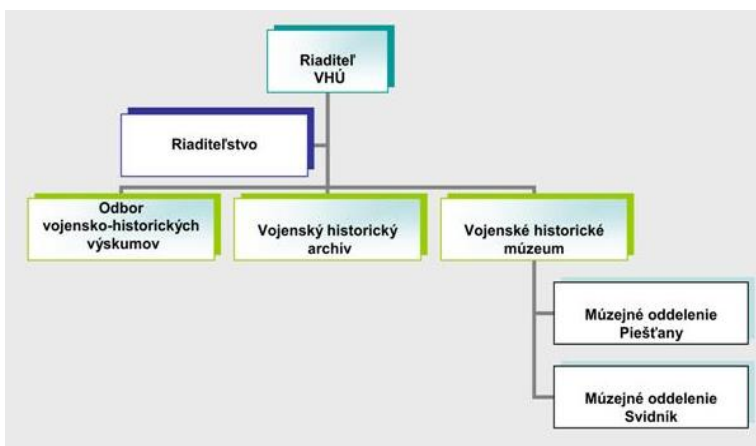 Riaditeľ
VHÚ
Riaditeľstvo
Odbor
vojensko-historických
výskumov
Vojenský historický
archív
Vojenské historické
múzeum
Múzejné oddelenie
Piešťany
Múzejné oddelenie
Svidník